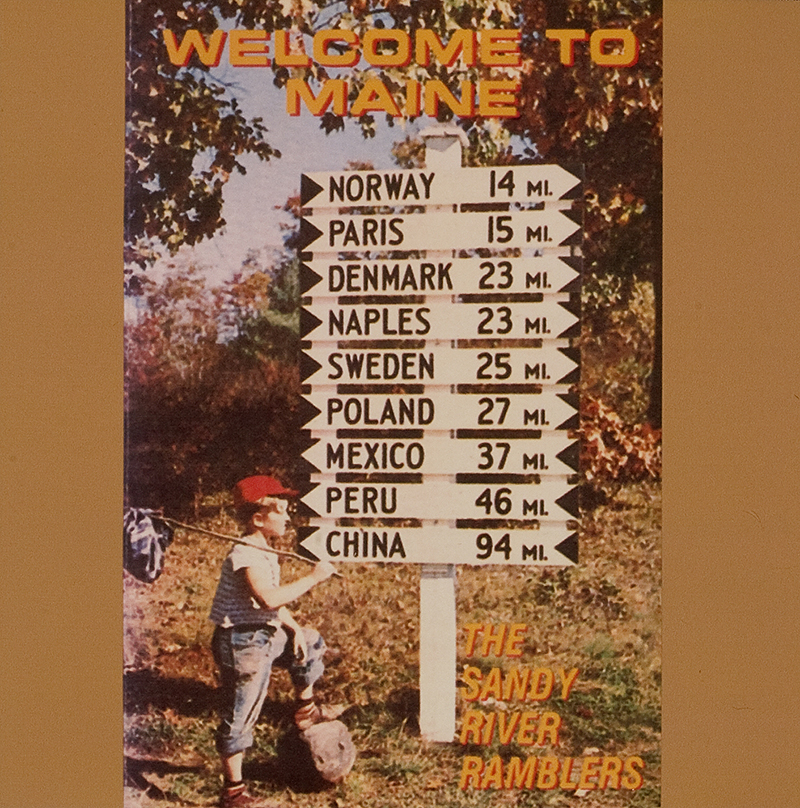 WELCOME TO
MAINE
NORWAY 14 MI.
PARIS 15 MI.
DENMARK 23 MI.
NAPLES 23 MI.
SWEDEN 25 MI.
POLAND 27 MI.
MEXICO 37 MI.
PERU 46 MI.
CHINA 94 MI.
THE
SANDY
RIVER
RAMBLERS